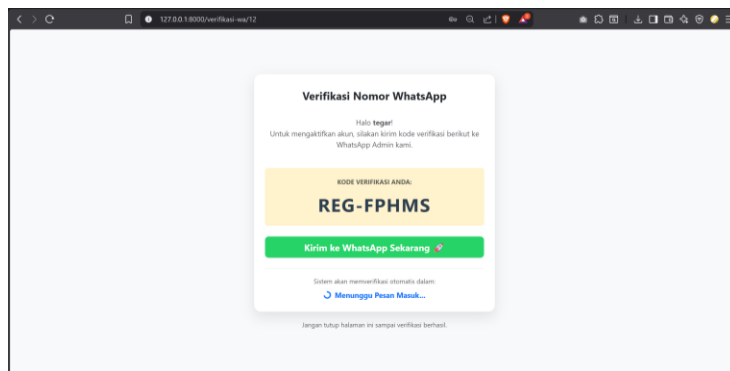 127.0.0.1:8000/verifikasi-wa/12
Verifikasi Nomor WhatsApp
Halo tegar!
Untuk mengaktifkan akun, silakan kirim kode verifikasi berikut ke
WhatsApp Admin kami.
KODE VERIFIKASI ANDA:
REG-FPHMS
Kirim ke WhatsApp Sekarang 🚀
Sistem akan memverifikasi otomatis dalam:
Menunggu Pesan Masuk...
Jangan tutup halaman ini sampai verifikasi berhasil.